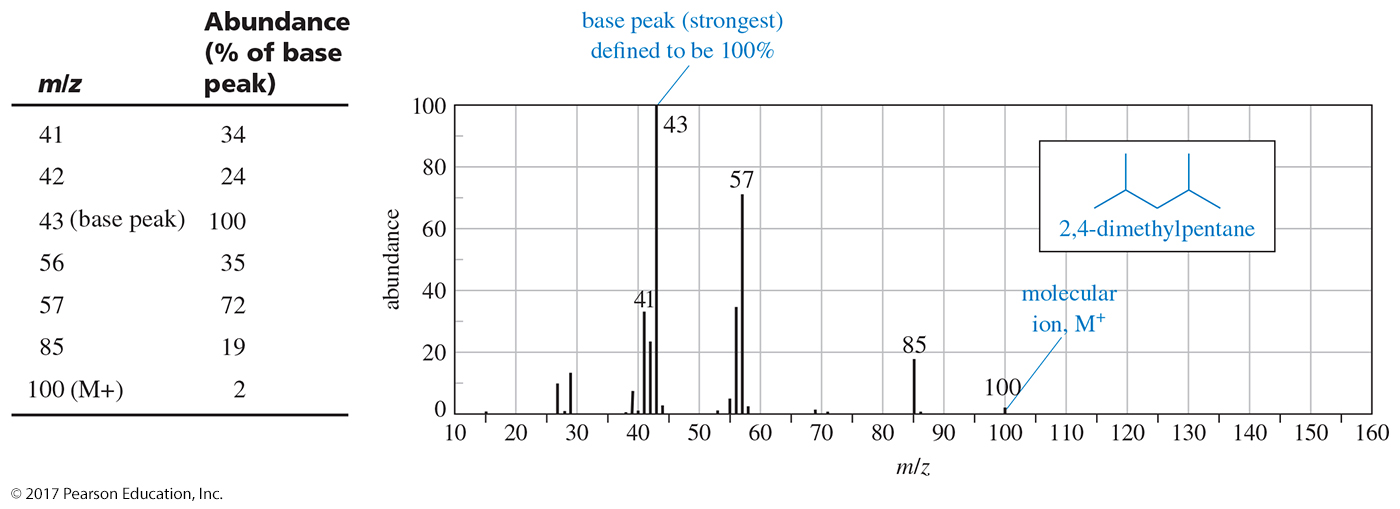 Abundance
(% of base
m/z peak)
41 34
42 24
43 (base peak) 100
56 35
57 72
85 19
100 (M+) 2
base peak (strongest)
defined to be 100%
100
80
60
40
20
0
abundance
43
57
41
85
100
2,4-dimethylpentane
molecular
ion, M+
10 20 30 40 50 60 70 80 90 100 110 120 130 140 150 160
m/z
© 2017 Pearson Education, Inc.